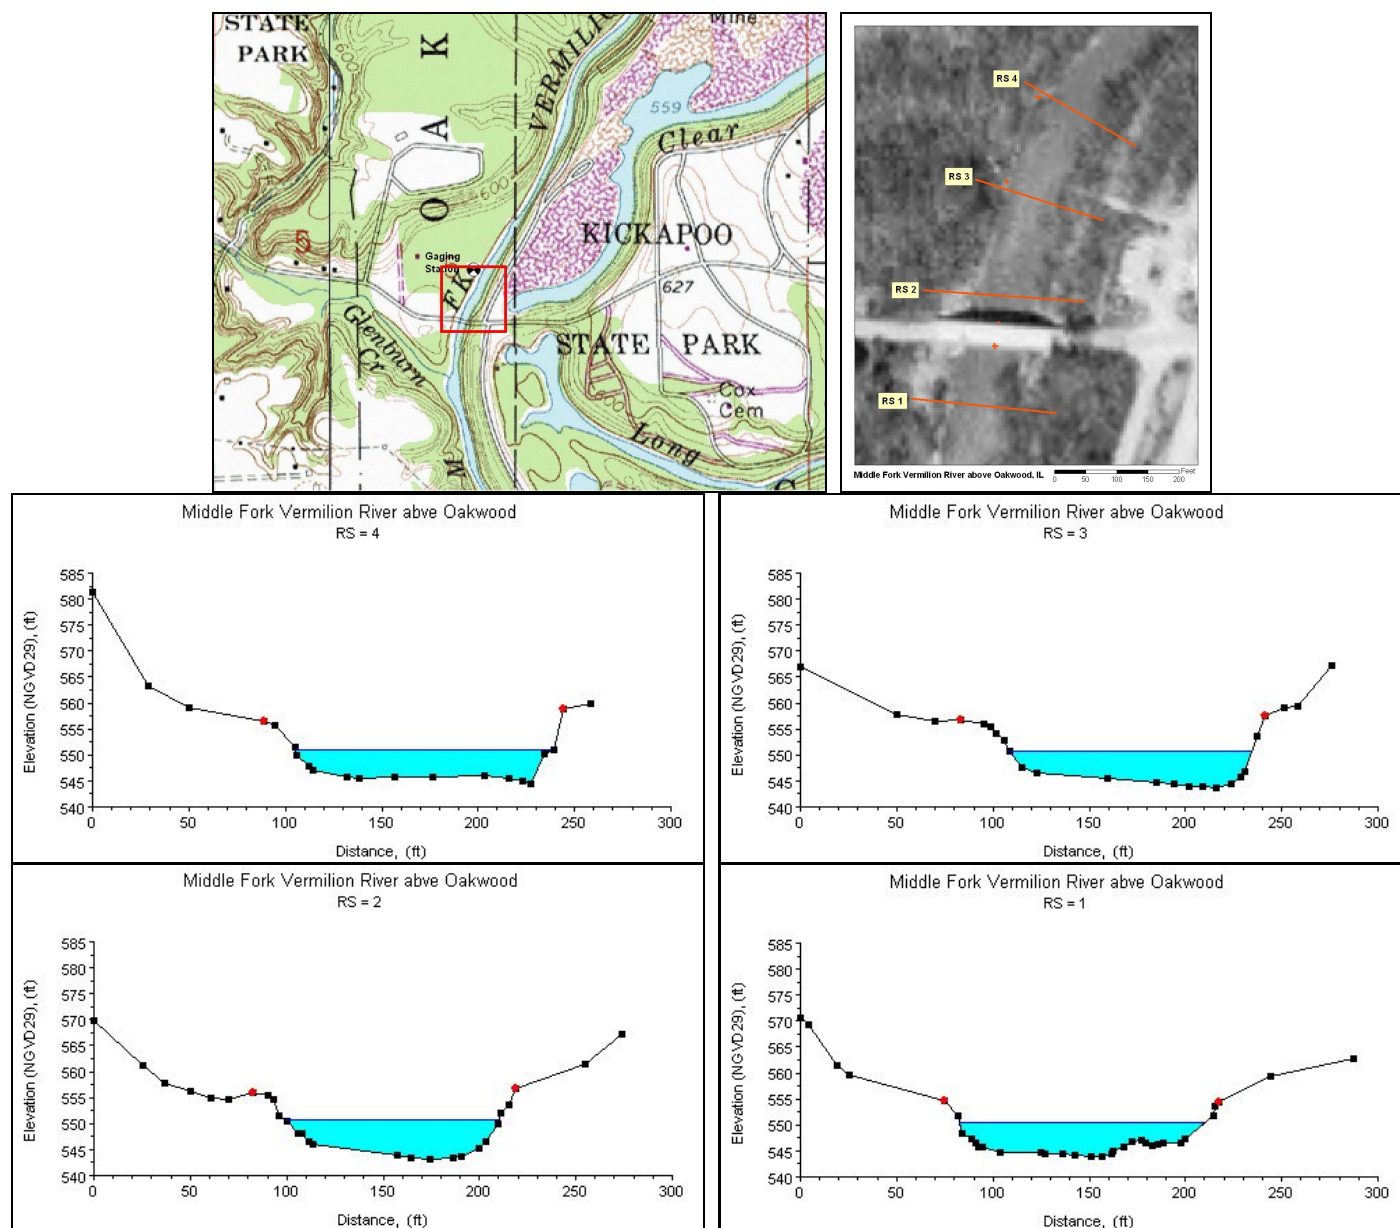 STATE
PARK
600
K
A
O
VERMILIO
Mine
559
Clear
600
5
KICKAPOO
Gaging
Station
FK
627
Glenburn
Cr
STATE PARK
Cox
Cem
Long
M
C
RS 4
RS 3
RS 2
RS 1
Middle Fork Vermilion River above Oakwood, IL
0 50 100 150 200 Feet
Middle Fork Vermilion River abve Oakwood
RS = 4
Elevation (NGVD29), (ft)
585
580
575
570
565
560
555
550
545
540
0 50 100 150 200 250 300
Distance, (ft)
Middle Fork Vermilion River abve Oakwood
RS = 3
Elevation (NGVD29), (ft)
585
580
575
570
565
560
555
550
545
540
0 50 100 150 200 250 300
Distance, (ft)
Middle Fork Vermilion River abve Oakwood
RS = 2
Elevation (NGVD29), (ft)
585
580
575
570
565
560
555
550
545
540
0 50 100 150 200 250 300
Distance, (ft)
Middle Fork Vermilion River abve Oakwood
RS = 1
Elevation (NGVD29), (ft)
585
580
575
570
565
560
555
550
545
540
0 50 100 150 200 250 300
Distance, (ft)